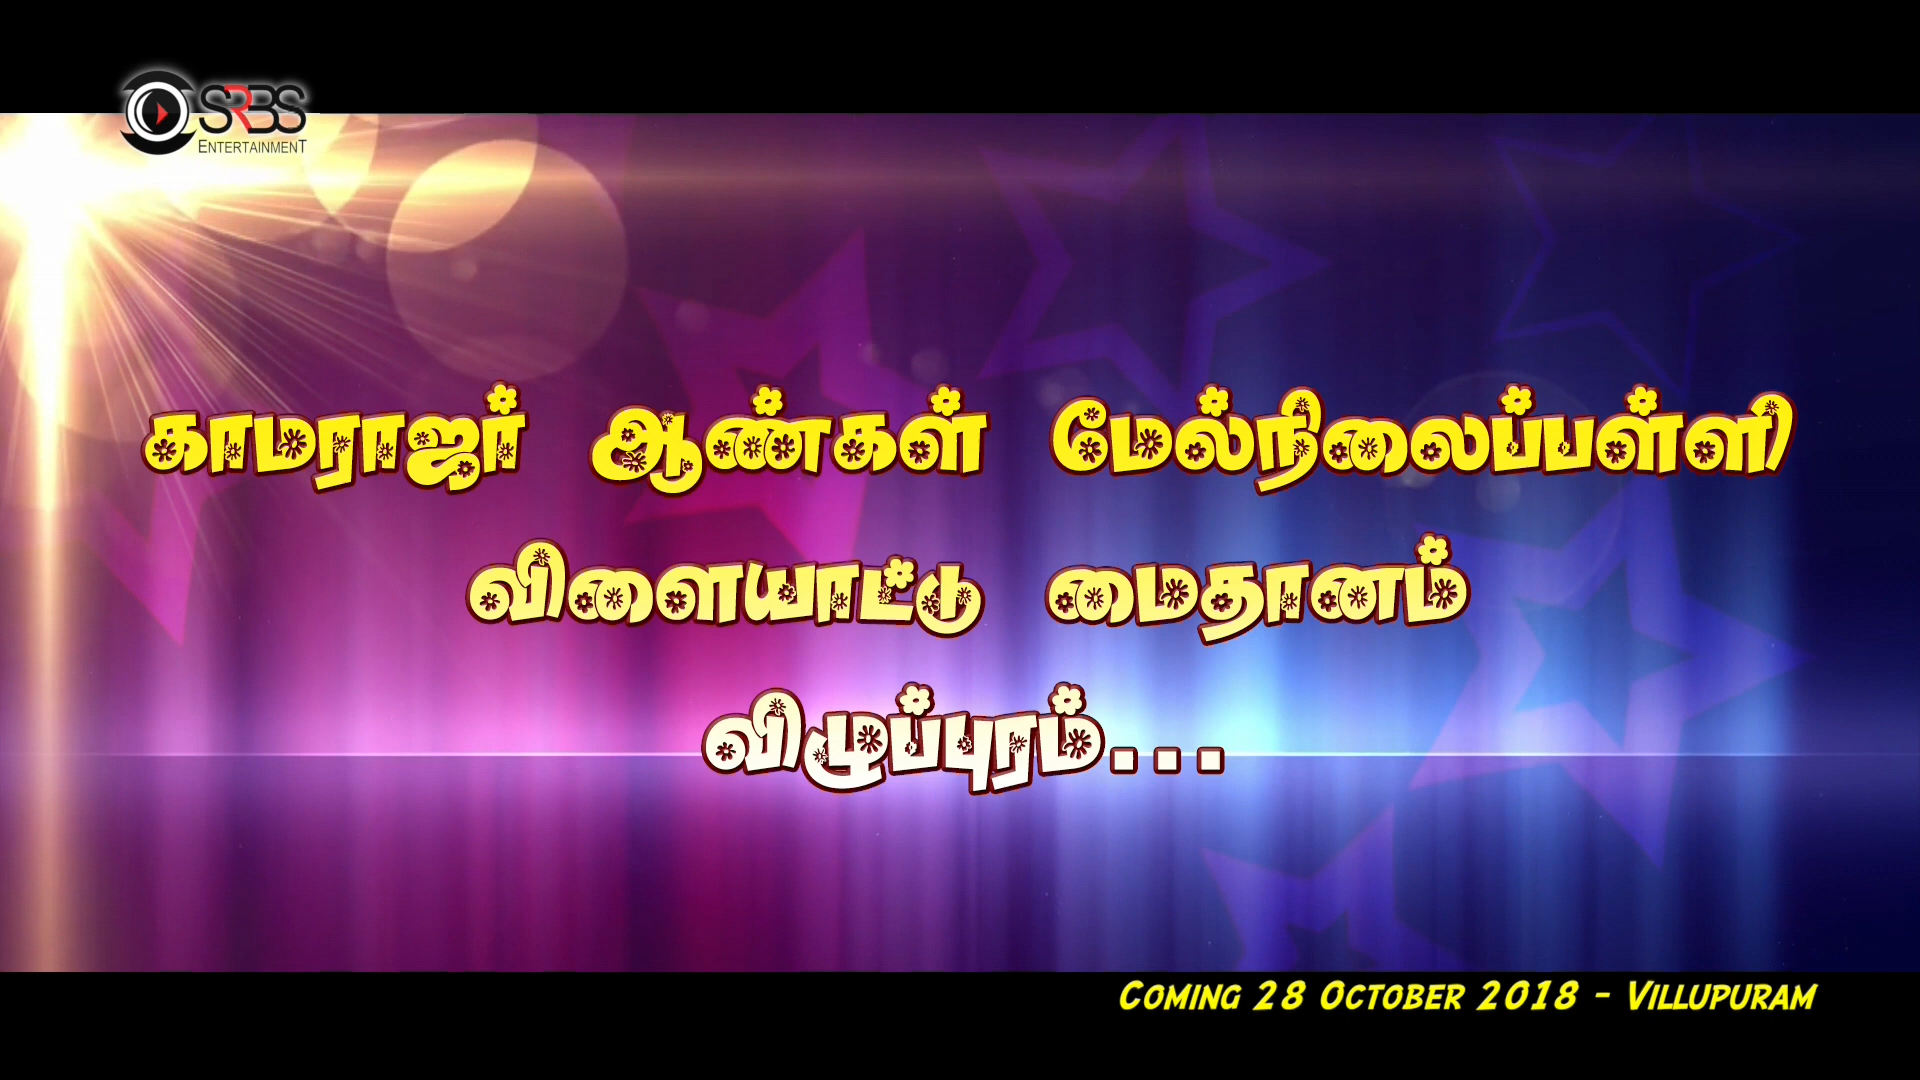 SRBS
ENTERTAINMENT
காமராஜர் ஆண்கள் மேல்நிலைப்பள்ளி
விளையாட்டு மைதானம்
விழுப்புரம்...
COMING 28 OCTOBER 2018 - VILLUPURAM